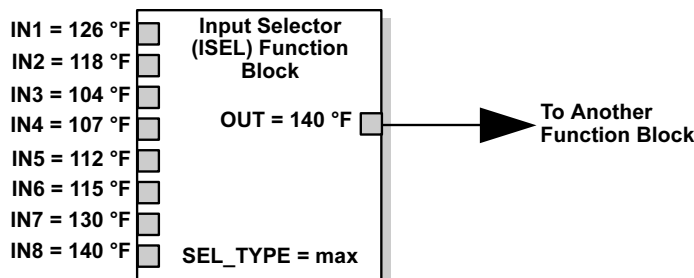 IN1 = 126 °F
IN2 = 118 °F
IN3 = 104 °F
IN4 = 107 °F
IN5 = 112 °F
IN6 = 115 °F
IN7 = 130 °F
IN8 = 140 °F
Input Selector
(ISEL) Function
Block
OUT = 140 °F
SEL_TYPE = max
To Another
Function Block